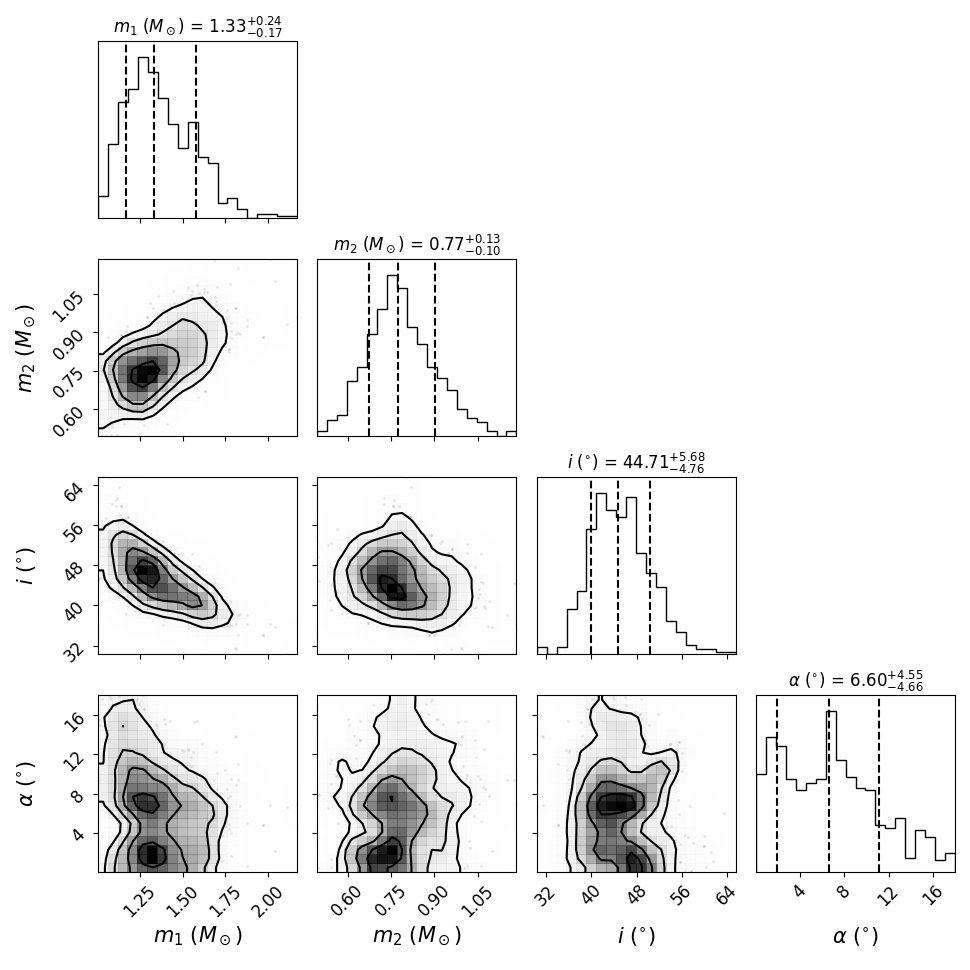 m₁ (M⊙) = 1.33+0.24 −0.17
m₂ (M⊙) = 0.77+0.13 −0.10
m₂ (M⊙)
1.05
0.90
0.75
0.60
i (°) = 44.71+5.68 −4.76
i (°)
64
56
48
40
32
α (°) = 6.60+4.55 −4.66
α (°)
16
12
8
4
1.25 1.50 1.75 2.00
0.60 0.75 0.90 1.05
32 40 48 56 64
4 8 12 16
m₁ (M⊙) m₂ (M⊙) i (°) α (°)